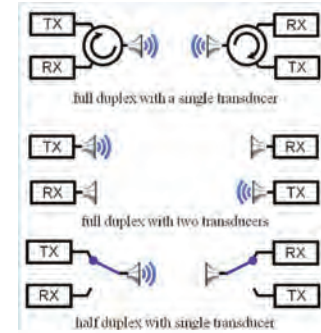 TX RX
RX TX
full duplex with a single transducer
TX RX
RX TX
full duplex with two transducers
TX RX
RX TX
half duplex with single transducer